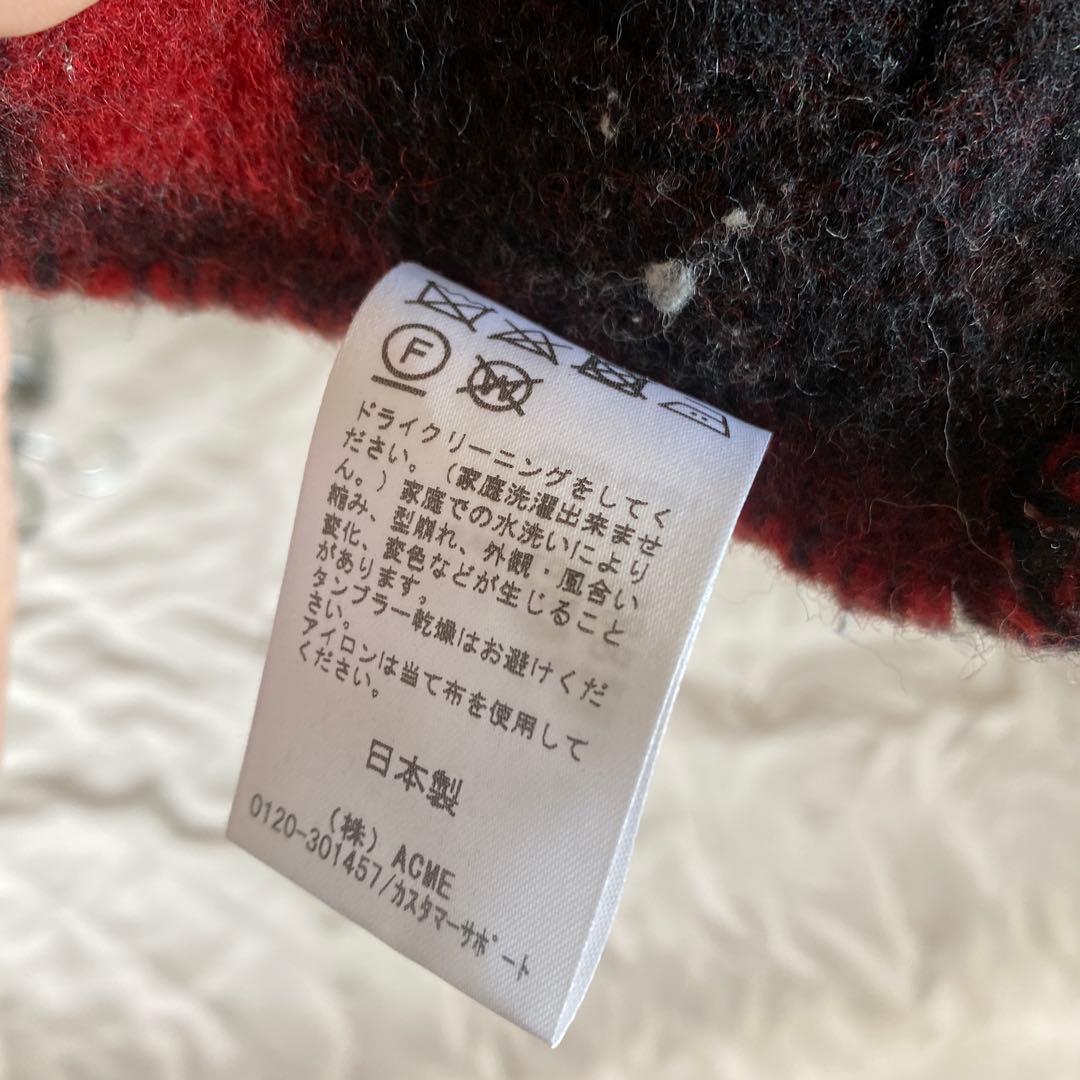 F
W
ドライクリーニングをしてく
ださい。（家庭洗濯出来ませ
ん。）家庭での水洗いにより
縮み、型崩れ、外観・風合い
変化、変色などが生じること
があります。
タンブラー乾燥はお避けくだ
さい。
アイロンは当て布を使用して
ください。
日本製
（株）ACME
0120-301457/カスタマーサポート